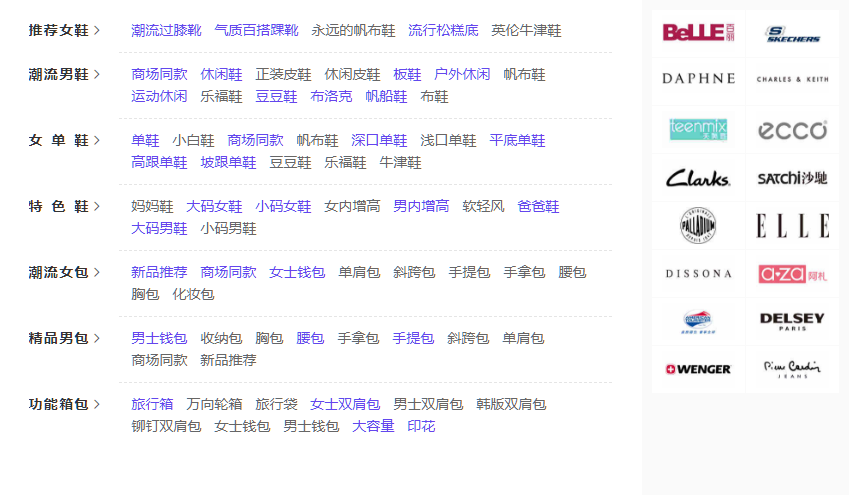 推荐女鞋 > 潮流过膝靴 气质百搭踝靴 永远的帆布鞋 流行松糕底 英伦牛津鞋
潮流男鞋 > 商场同款 休闲鞋 正装皮鞋 休闲皮鞋 板鞋 户外休闲 帆布鞋
运动休闲 乐福鞋 豆豆鞋 布洛克 帆船鞋 布鞋
女单鞋 > 单鞋 小白鞋 商场同款 帆布鞋 深口单鞋 浅口单鞋 平底单鞋
高跟单鞋 坡跟单鞋 豆豆鞋 乐福鞋 牛津鞋
特色鞋 > 妈妈鞋 大码女鞋 小码女鞋 女内增高 男内增高 软轻风 爸爸鞋
大码男鞋 小码男鞋
潮流女包 > 新品推荐 商场同款 女士钱包 单肩包 斜跨包 手提包 手拿包 腰包
胸包 化妆包
精品男包 > 男士钱包 收纳包 胸包 腰包 手拿包 手提包 斜跨包 单肩包
商场同款 新品推荐
功能箱包 > 旅行箱 万向轮箱 旅行袋 女士双肩包 男士双肩包 韩版双肩包
铆钉双肩包 女士钱包 男士钱包 大容量 印花
BeLLE 百丽 SKECHERS
DAPHNE CHARLES & KEITH
teenmix 天美意 ecco
Clarks. SATCHI沙驰
PALLADIUM ELLE
DISSONA a·za 阿札
DELSEY
PARIS
WENGER Pierre Cardin
JEANS